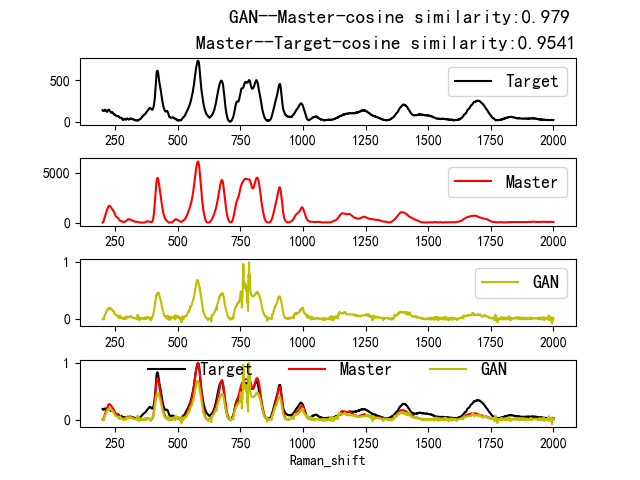 GAN--Master-cosine similarity:0.979
Master--Target-cosine similarity:0.9541
500
0
Target
250 500 750 1000 1250 1500 1750 2000
5000
0
Master
250 500 750 1000 1250 1500 1750 2000
1
0
GAN
250 500 750 1000 1250 1500 1750 2000
1
0
Target Master GAN
250 500 750 1000 1250 1500 1750 2000
Raman_shift